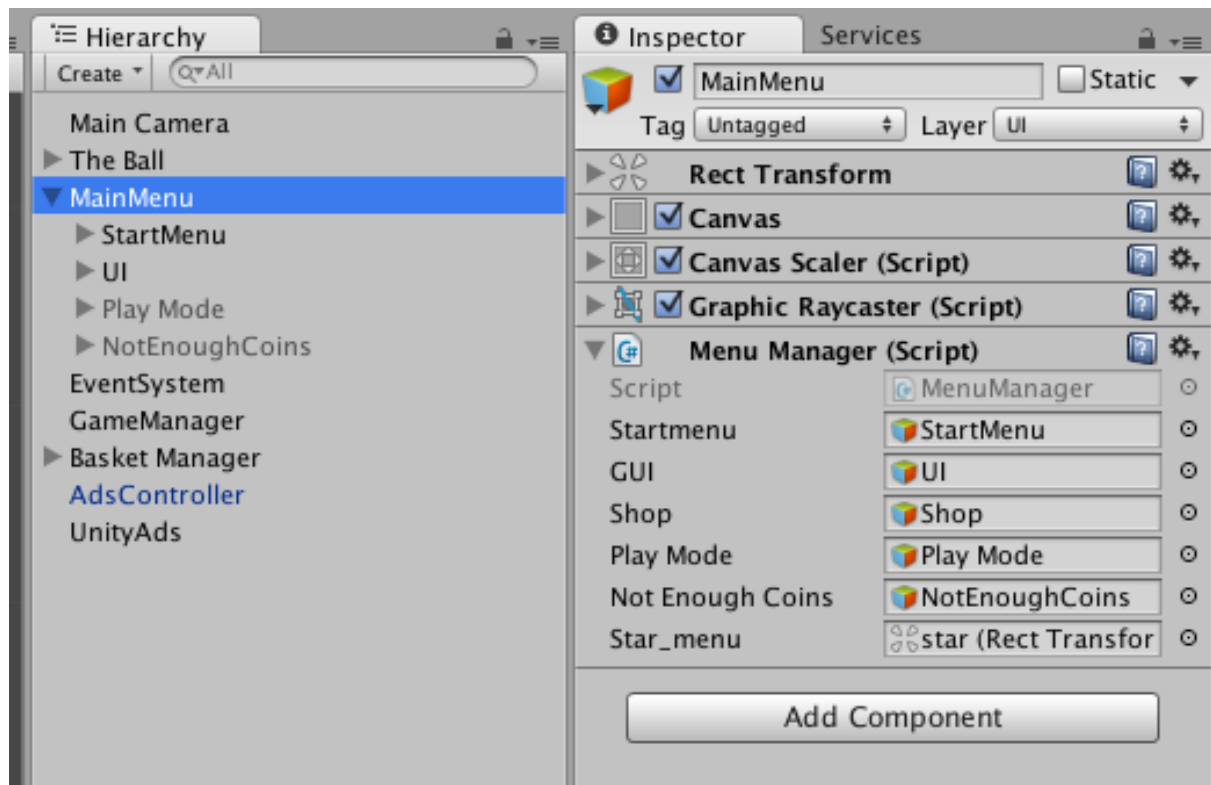 Hierarchy
Create
All
Main Camera
The Ball
MainMenu
StartMenu
UI
Play Mode
NotEnoughCoins
EventSystem
GameManager
Basket Manager
AdsController
UnityAds
Inspector Services
MainMenu Static
Tag Untagged Layer UI
Rect Transform
Canvas
Canvas Scaler (Script)
Graphic Raycaster (Script)
Menu Manager (Script)
Script MenuManager
Startmenu StartMenu
GUI UI
Shop Shop
Play Mode Play Mode
Not Enough Coins NotEnoughCoins
Star_menu star (Rect Transfor
Add Component